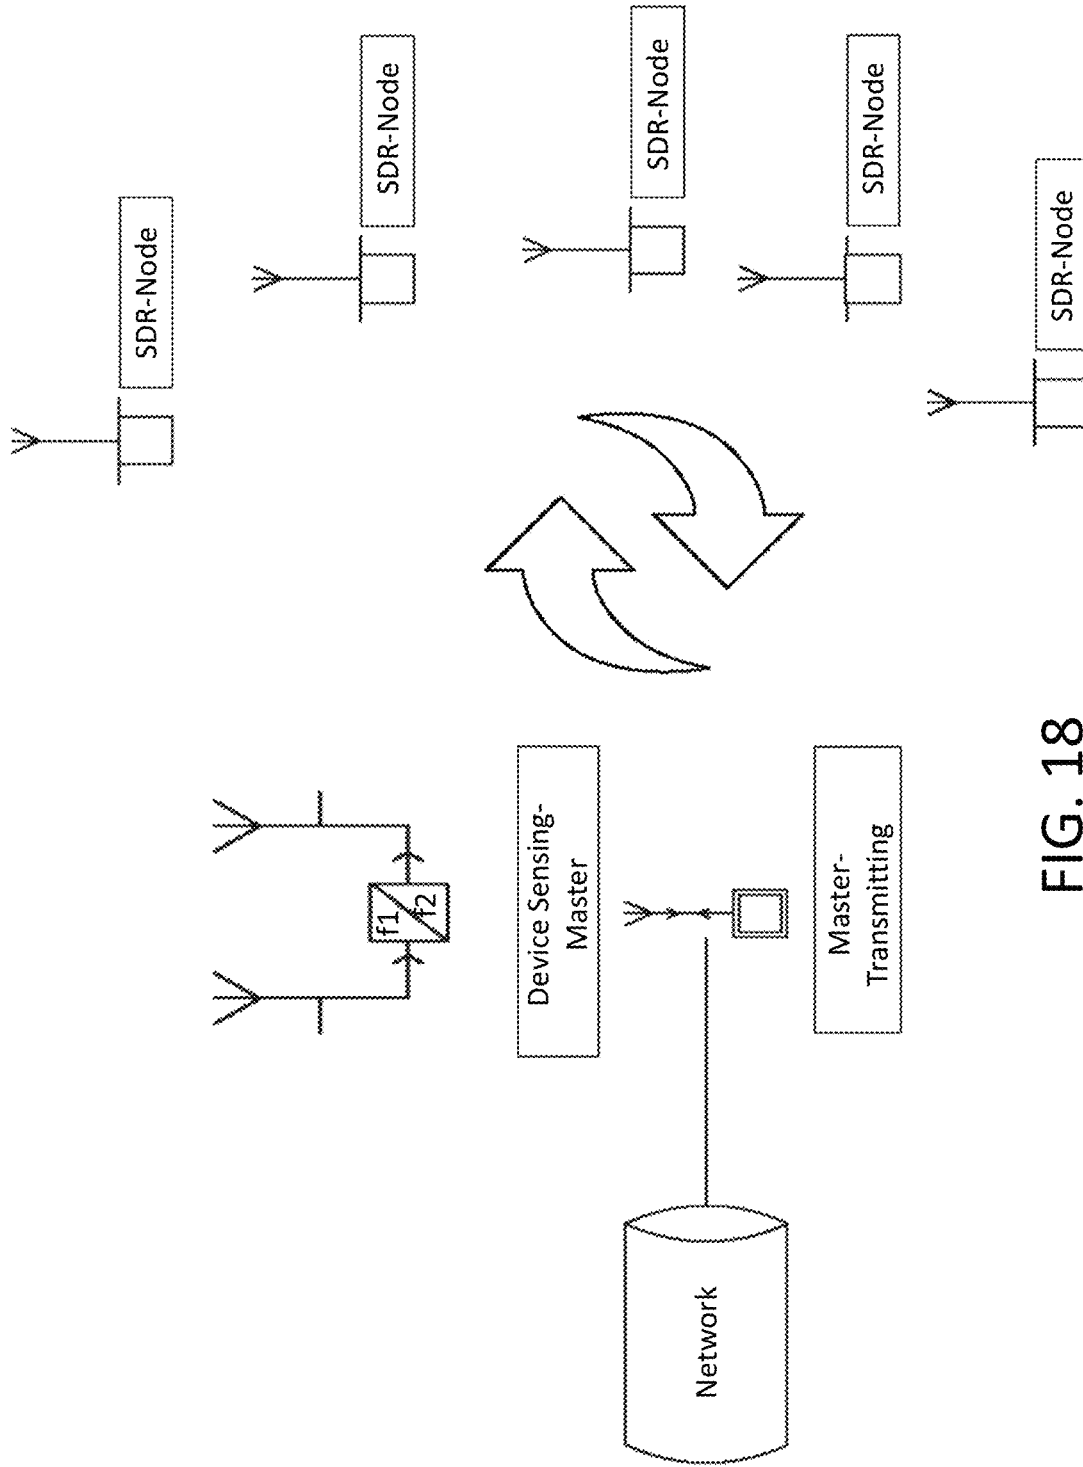 SDR-Node
SDR-Node
SDR-Node
SDR-Node
SDR-Node
f1
f2
Device Sensing-
Master
Master-
Transmitting
Network
FIG. 18